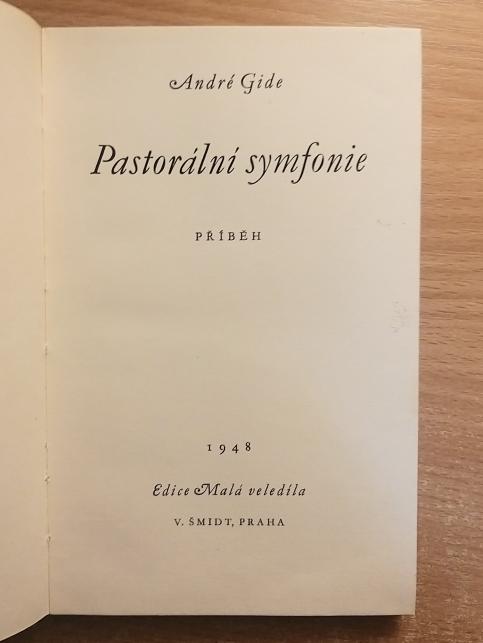 André Gide
Pastorální symfonie
PŘÍBĚH
1948
Edice Malá veledíla
V. ŠMIDT, PRAHA